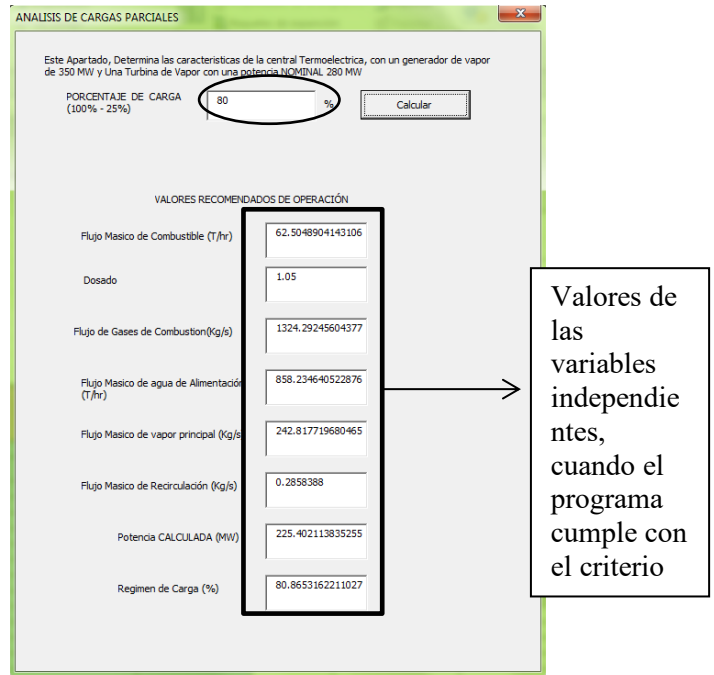 ANALISIS DE CARGAS PARCIALES
Este Apartado, Determina las caracteristicas de la central Termoelectrica, con un generador de vapor
de 350 MW y Una Turbina de Vapor con una potencia NOMINAL 280 MW
PORCENTAJE DE CARGA
(100% - 25%)
80
%
Calcular
VALORES RECOMENDADOS DE OPERACIÓN
Flujo Masico de Combustible (T/hr)
62.5048904143106
Dosado
1.05
Flujo de Gases de Combustion(Kg/s)
1324.29245604377
Flujo Masico de agua de Alimentación
(T/hr)
858.234640522876
Flujo Masico de vapor principal (Kg/s
242.817719680465
Flujo Masico de Recirculación (Kg/s)
0.2858388
Potencia CALCULADA (MW)
225.402113835255
Regimen de Carga (%)
80.8653162211027
Valores de
las
variables
independie
ntes,
cuando el
programa
cumple con
el criterio